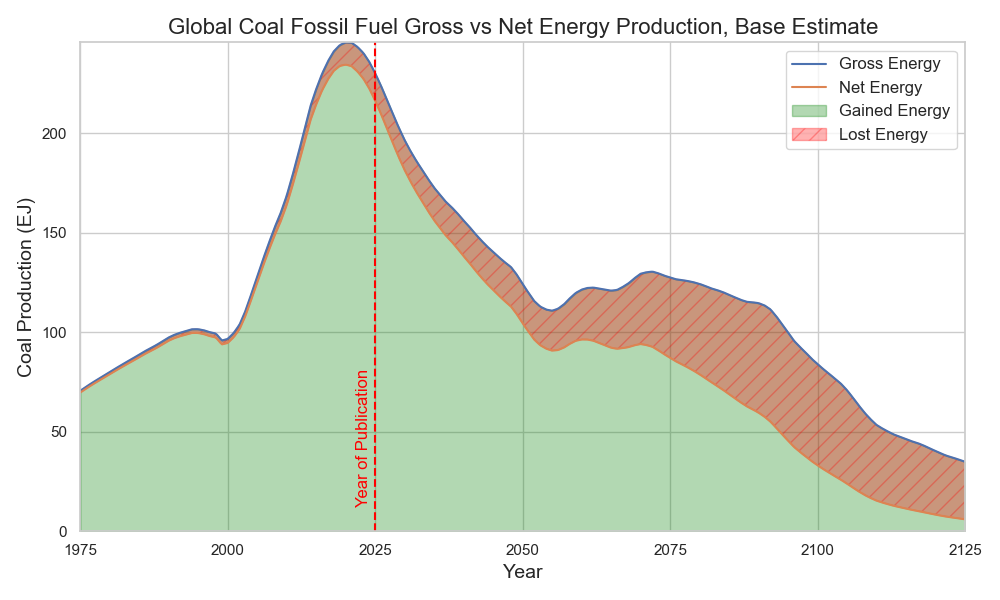 Global Coal Fossil Fuel Gross vs Net Energy Production, Base Estimate
Coal Production (EJ)
200
150
100
50
0
Gross Energy
Net Energy
Gained Energy
Lost Energy
Year of Publication
1975
2000
2025
2050
2075
2100
2125
Year